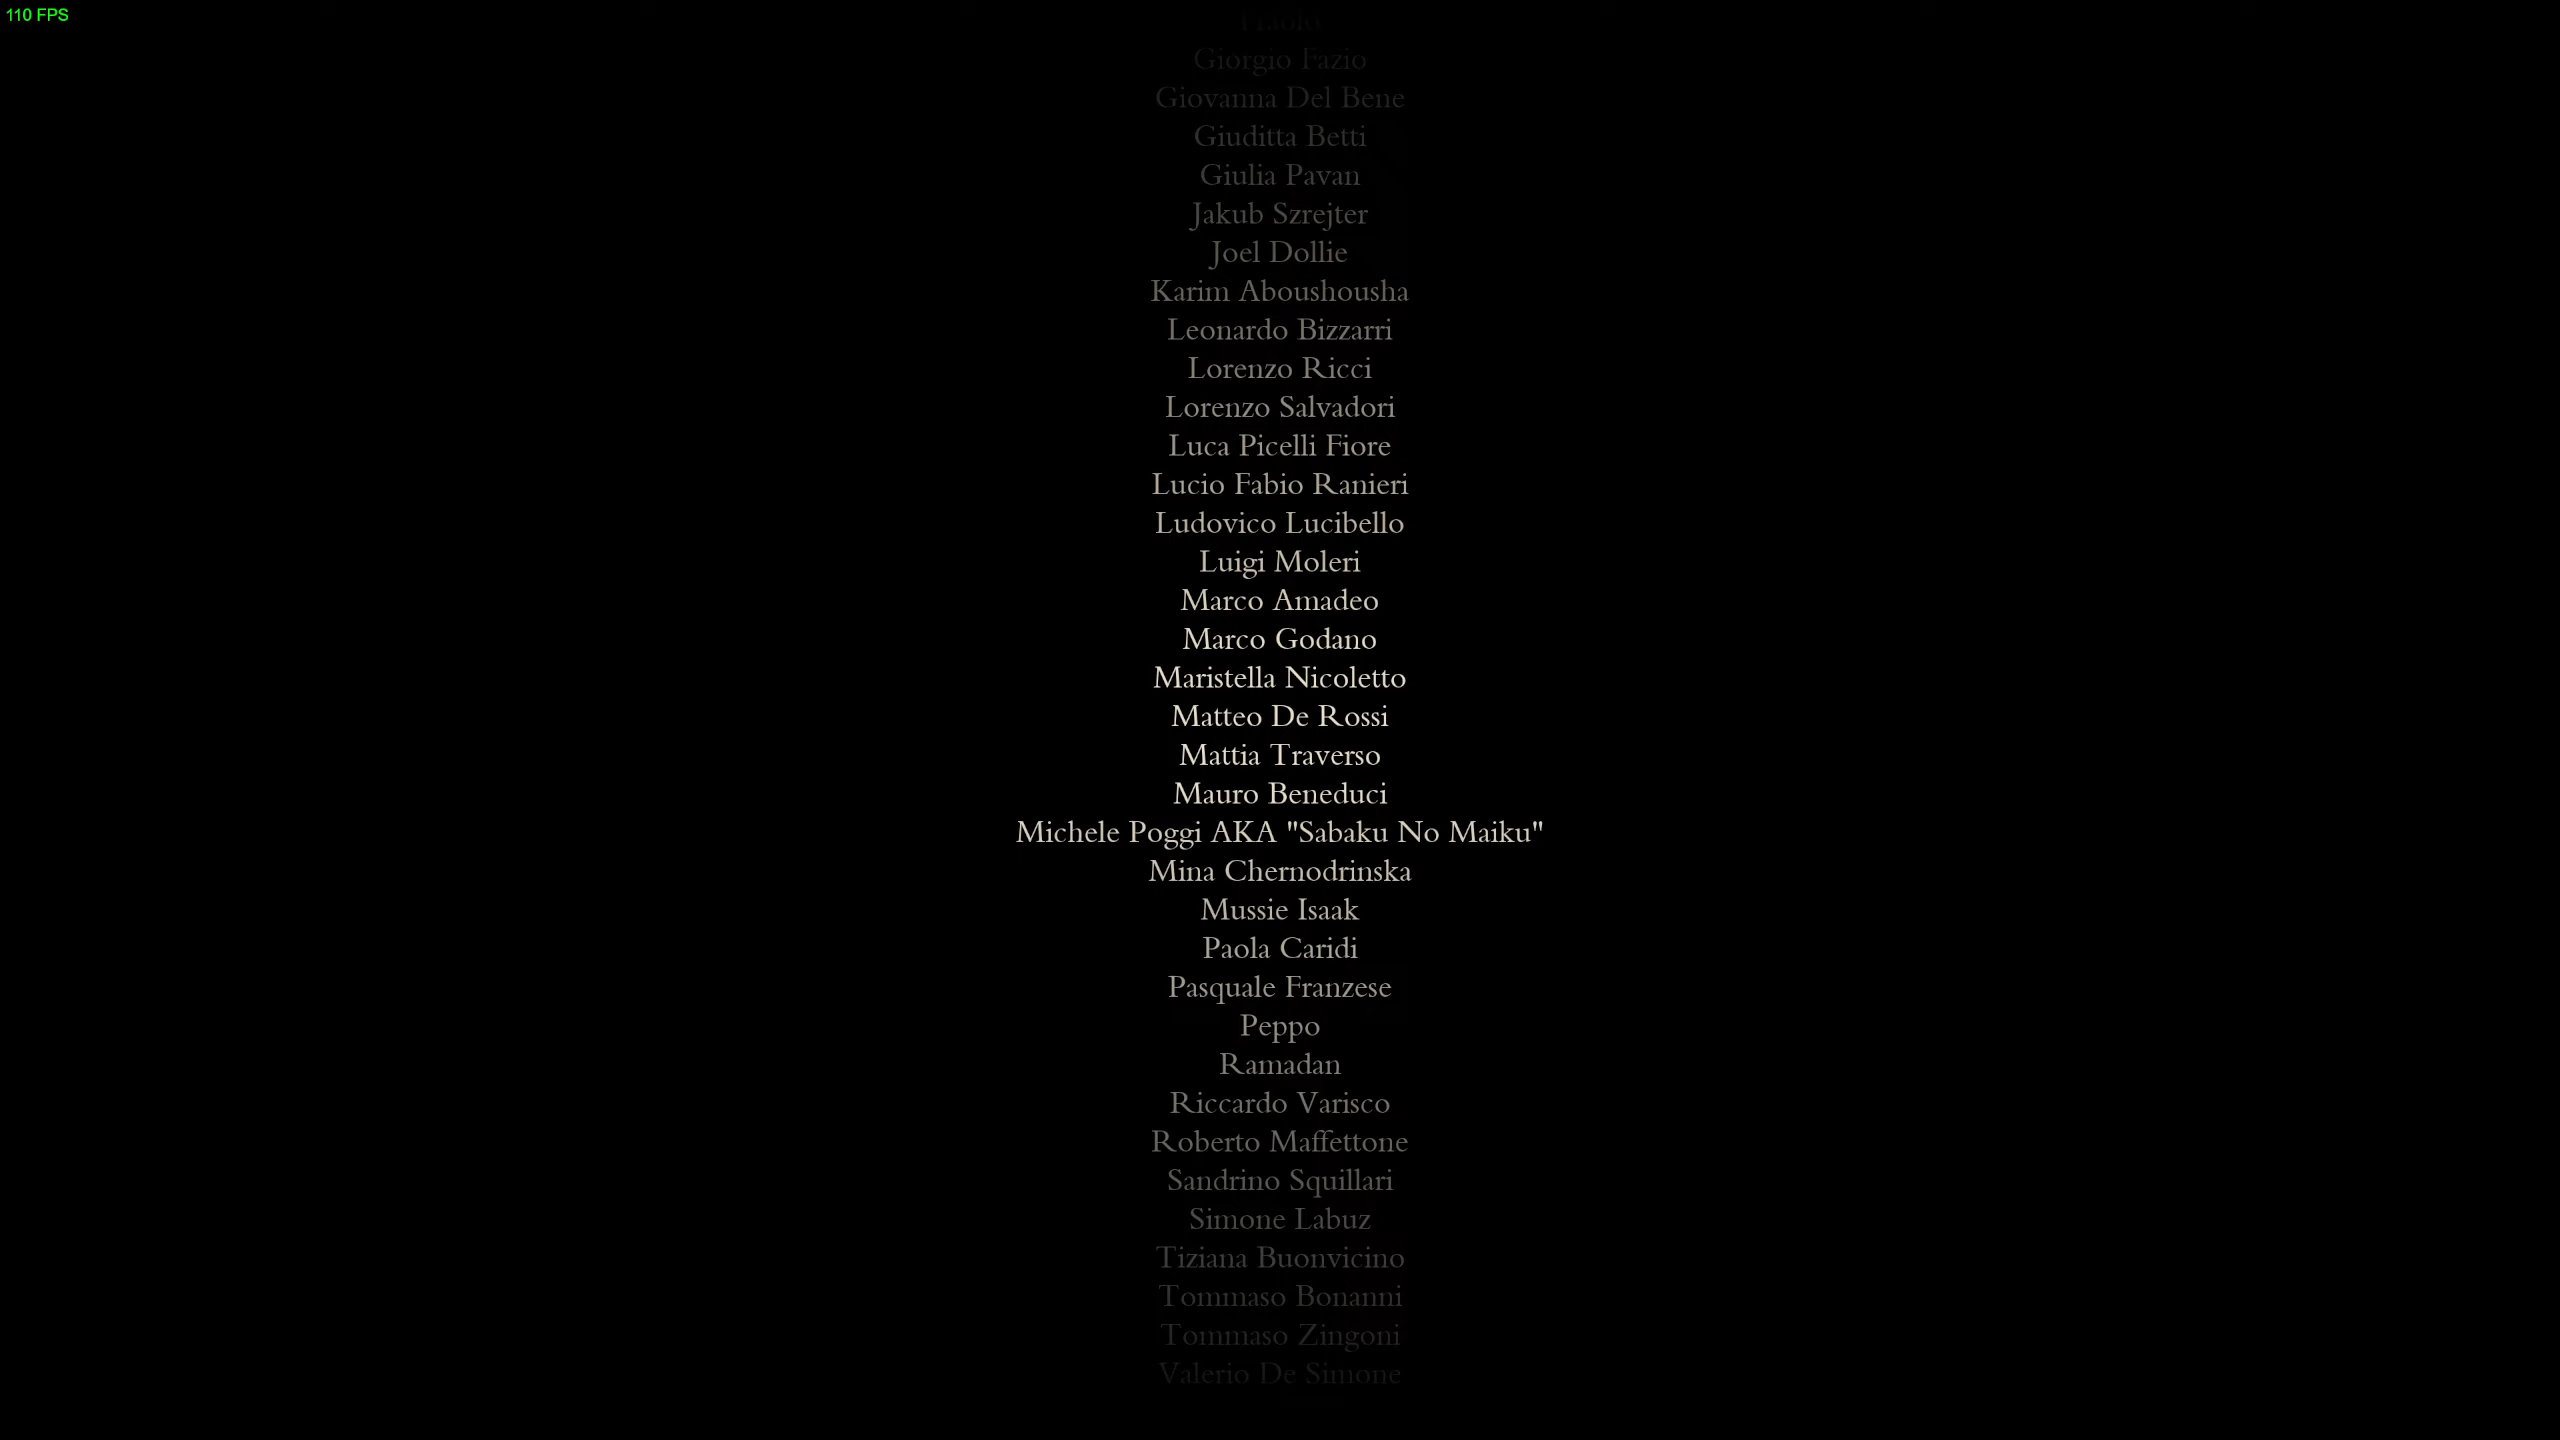 110 FPS
Giorgio Fazio
Giovanna Del Bene
Giuditta Betti
Giulia Pavan
Jakub Szrejter
Joel Dollie
Karim Aboushousha
Leonardo Bizzarri
Lorenzo Ricci
Lorenzo Salvadori
Luca Picelli Fiore
Lucio Fabio Ranieri
Ludovico Lucibello
Luigi Moleri
Marco Amadeo
Marco Godano
Maristella Nicoletto
Matteo De Rossi
Mattia Traverso
Mauro Beneduci
Michele Poggi AKA "Sabaku No Maiku"
Mina Chernodrinska
Mussie Isaak
Paola Caridi
Pasquale Franzese
Peppo
Ramadan
Riccardo Varisco
Roberto Maffettone
Sandrino Squillari
Simone Labuz
Tiziana Buonvicino
Tommaso Bonanni
Tommaso Zingoni
Valerio De Simone